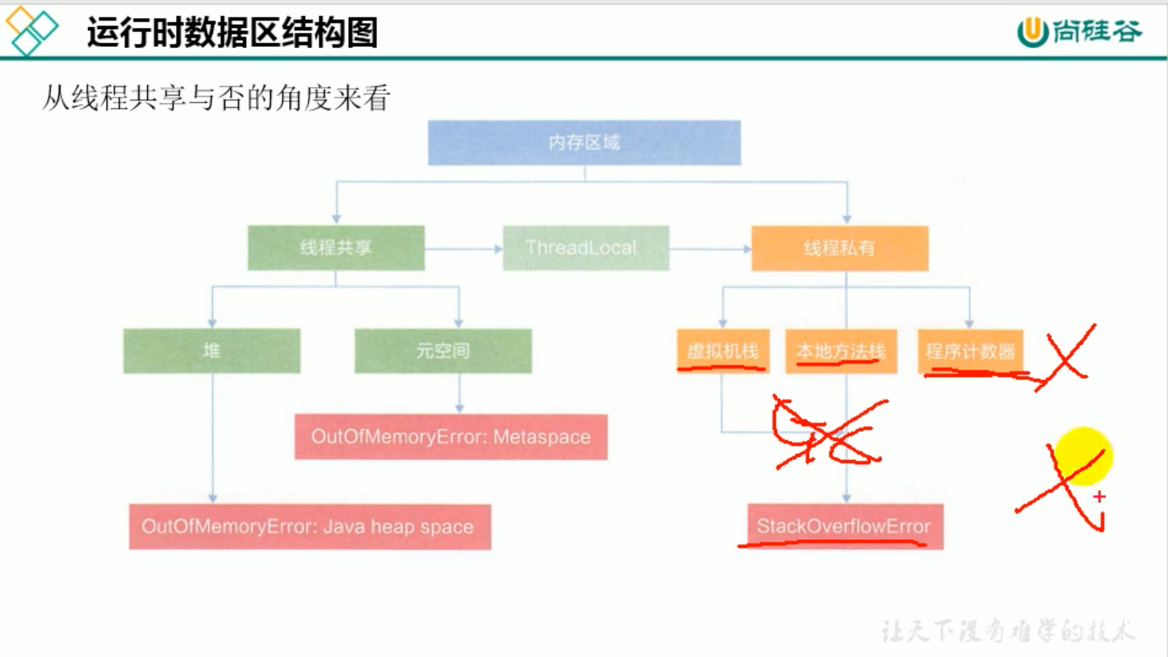 运行时数据区结构图
尚硅谷
从线程共享与否的角度来看
内存区域
线程共享
ThreadLocal
线程私有
堆
元空间
虚拟机栈
本地方法栈
程序计数器
OutOfMemoryError: Metaspace
OutOfMemoryError: Java heap space
StackOverflowError
让天下没有难学的技术